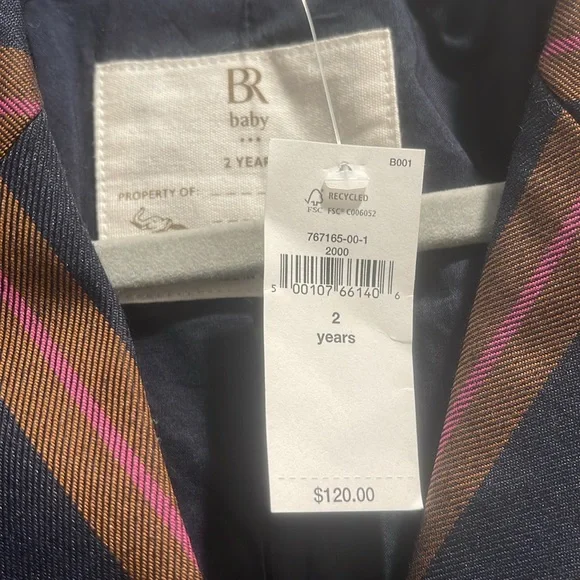 BR
baby
2 YEAR
PROPERTY OF:
B001
FSC
RECYCLED
FSC® C006052
767165-00-1
2000
5 00107 66140 6
2
years
$120.00